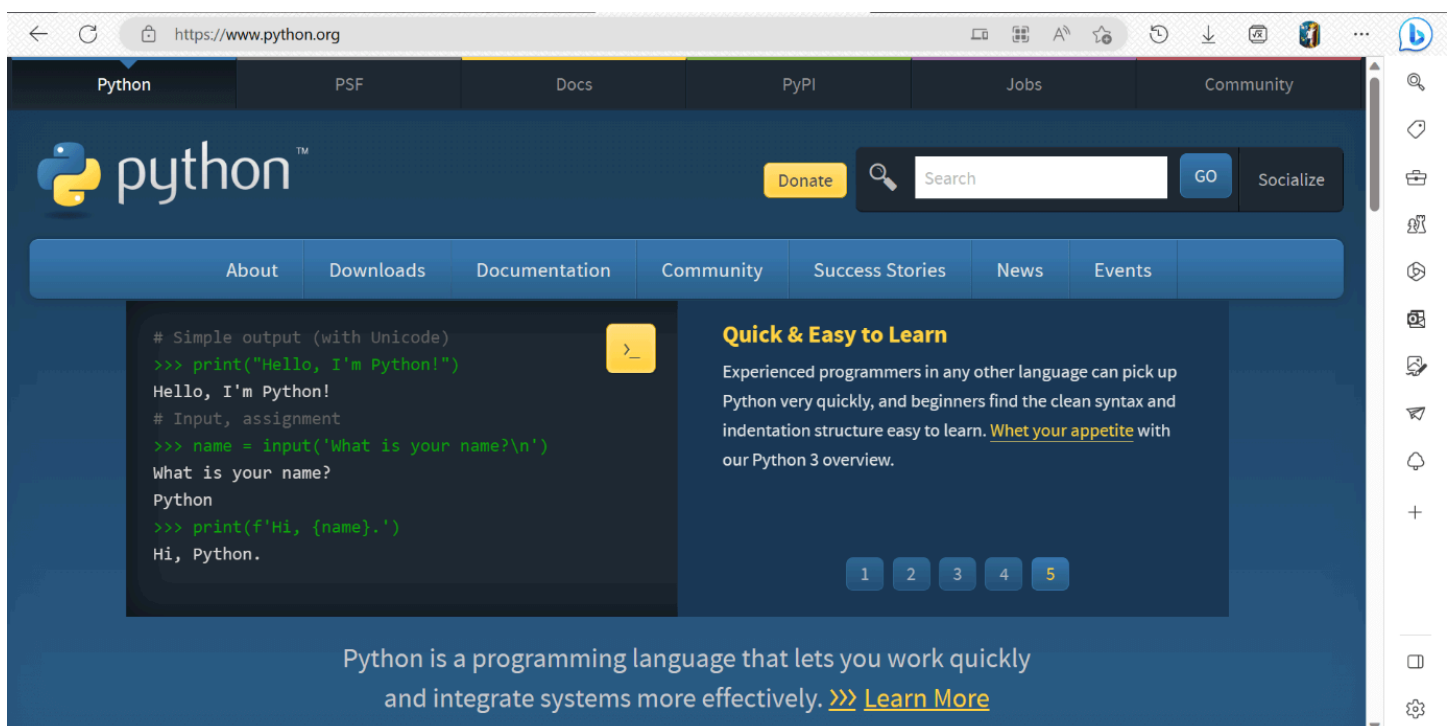 https://www.python.org
Python PSF Docs PyPI Jobs Community
python™
Donate Search GO Socialize
About Downloads Documentation Community Success Stories News Events
# Simple output (with Unicode)
>>> print("Hello, I'm Python!")
Hello, I'm Python!
# Input, assignment
>>> name = input('What is your name?\n')
What is your name?
Python
>>> print(f'Hi, {name}.')
Hi, Python.
>_
Quick & Easy to Learn
Experienced programmers in any other language can pick up
Python very quickly, and beginners find the clean syntax and
indentation structure easy to learn. Whet your appetite with
our Python 3 overview.
1 2 3 4 5
Python is a programming language that lets you work quickly
and integrate systems more effectively. >>> Learn More